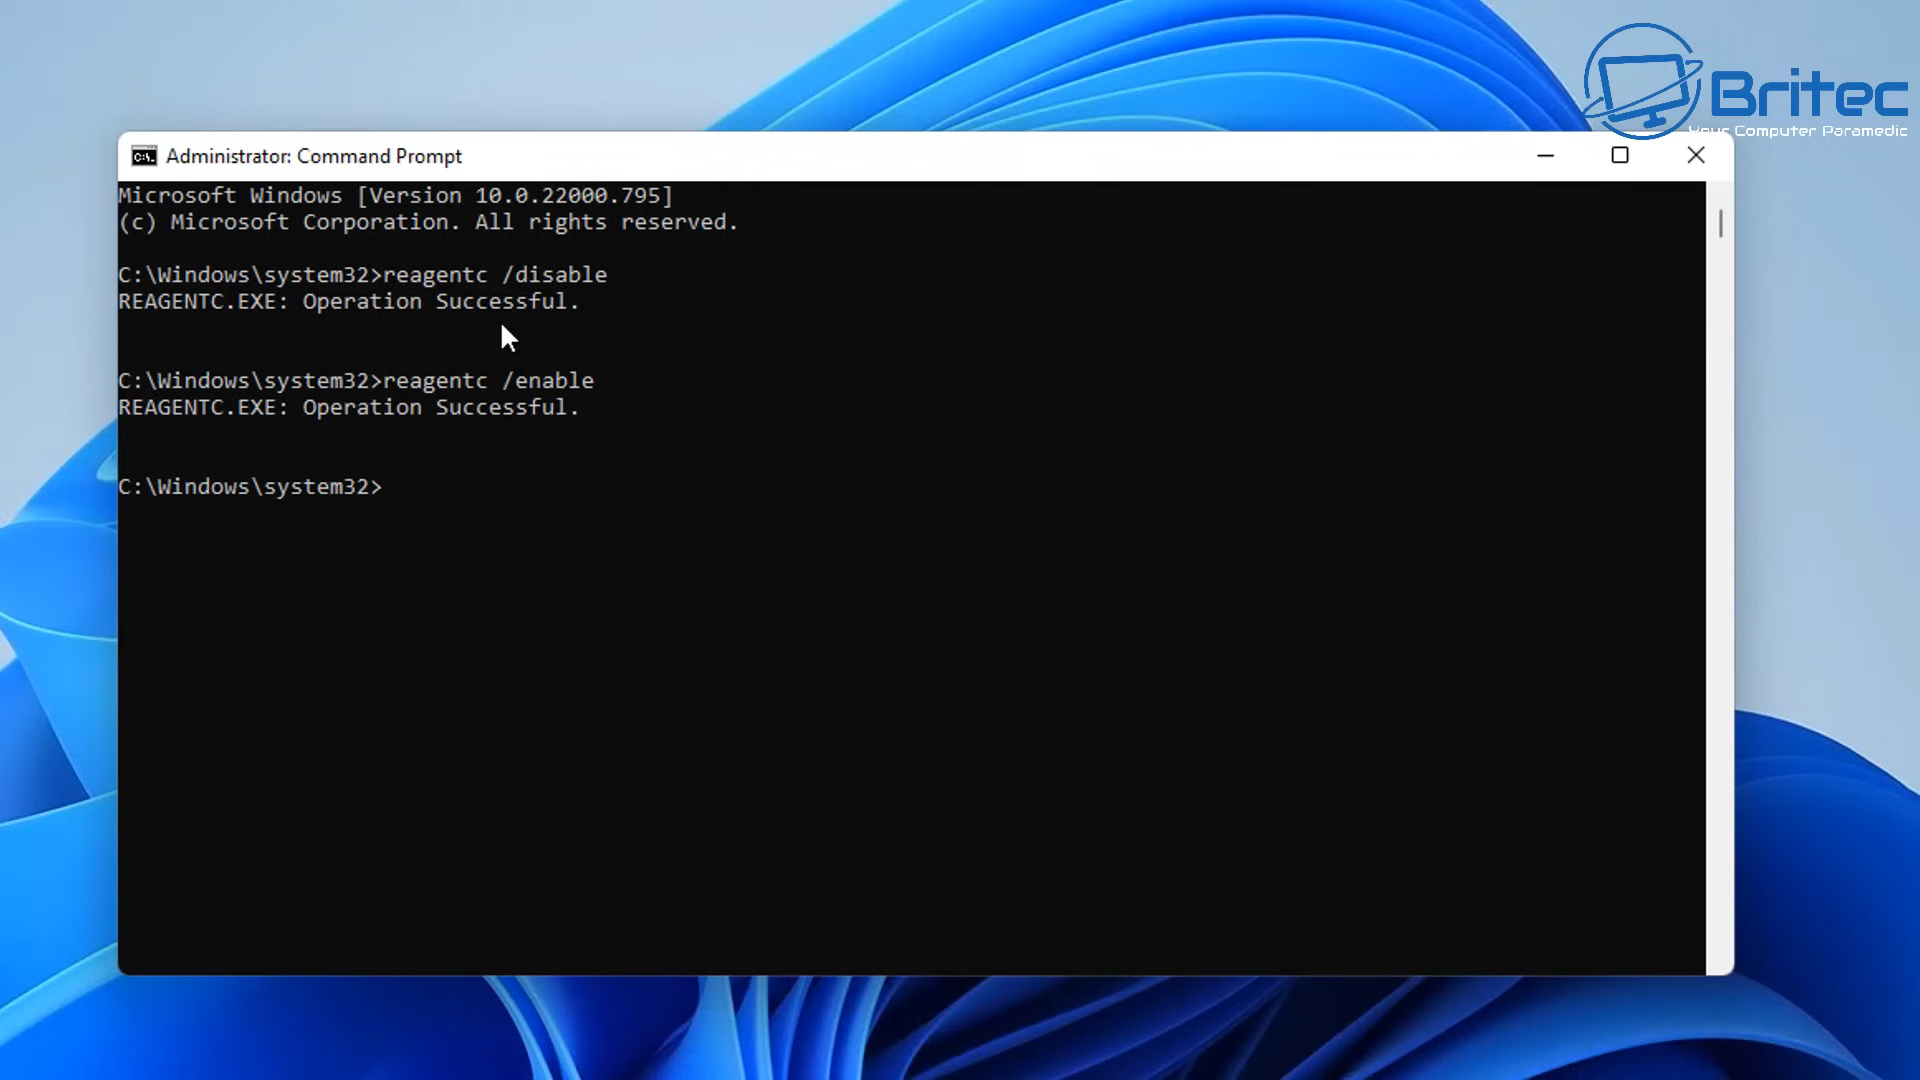 Britec
Your Computer Paramedic
Administrator: Command Prompt
Microsoft Windows [Version 10.0.22000.795]
(c) Microsoft Corporation. All rights reserved.
C:\Windows\system32>reagentc /disable
REAGENTC.EXE: Operation Successful.
C:\Windows\system32>reagentc /enable
REAGENTC.EXE: Operation Successful.
C:\Windows\system32>